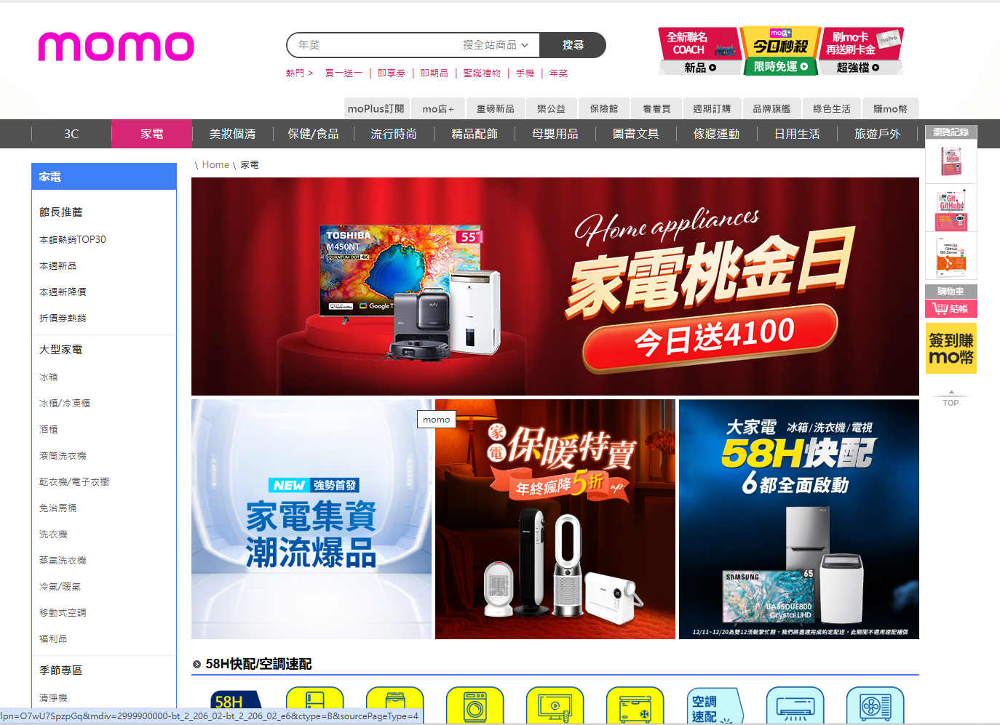 momo
年菜 搜全站商品 搜尋
熱門 > 買一送一 | 即享券 | 即期品 | 聖誕禮物 | 手機 | 年菜
全新聯名
COACH
新品
mo店+
今日秒殺
限時免運
刷mo卡
再送刷卡金
moPro
超強檔
moPlus訂閱 mo店+ 重磅新品 樂公益 保險館 看看買 週期訂購 品牌旗艦 綠色生活 賺mo幣
3C 家電 美妝個清 保健/食品 流行時尚 精品配飾 母嬰用品 圖書文具 傢寢運動 日用生活 旅遊戶外
瀏覽記錄
Git,
GitHub
Git,
GitHub
Git
GitHub
Git Server
購物車
結帳
簽到賺
mo幣
TOP
家電
館長推薦
本館熱銷TOP30
本週新品
本週新降價
折價券熱銷
大型家電
冰箱
冰櫃/冷凍櫃
酒櫃
滾筒洗衣機
乾衣機/電子衣櫥
免治馬桶
洗衣機
蒸氣洗衣機
冷氣/暖氣
移動式空調
福利品
季節專區
清淨機
\ Home \ 家電
TOSHIBA
M450NT
QUANTUM DOT 4K
55"
Apple AirPlay
Google T
eufy
Home appliances
家電桃金日
今日送4100
NEW 強勢首發
家電集資
潮流爆品
momo
家電
保暖特賣
年終瘋降5折up
大家電 冰箱/洗衣機/電視
58H快配
6都全面啟動
SAMSUNG 65
UA65DUE800
Crystal UHD
12/11~12/20為雙12活動繁忙期，我們將盡速完成約定配送，此期間不適用速配補償
58H快配/空調速配
58H
空調
速配
lpn=O7wU7SpzpGq&mdiv=2999900000-bt_2_206_02-bt_2_206_02_e6&ctype=B&sourcePageType=4